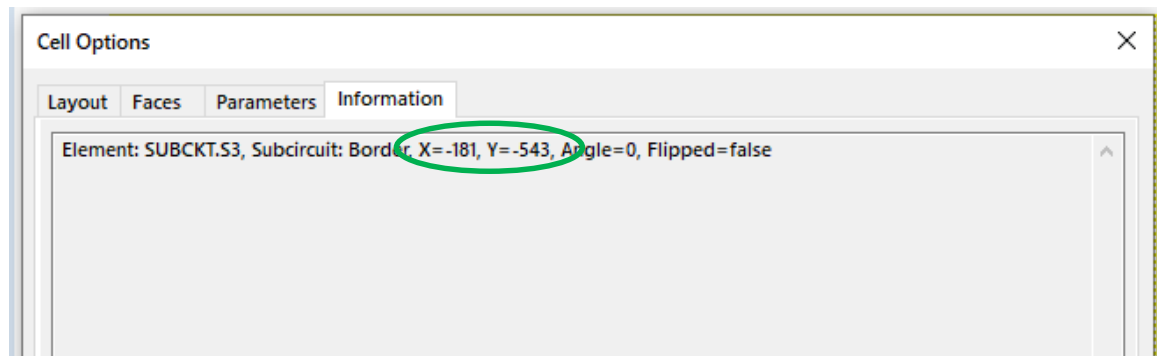 Cell Options
Layout Faces Parameters Information
Element: SUBCKT.S3, Subcircuit: Border, X=-181, Y=-543, Angle=0, Flipped=false